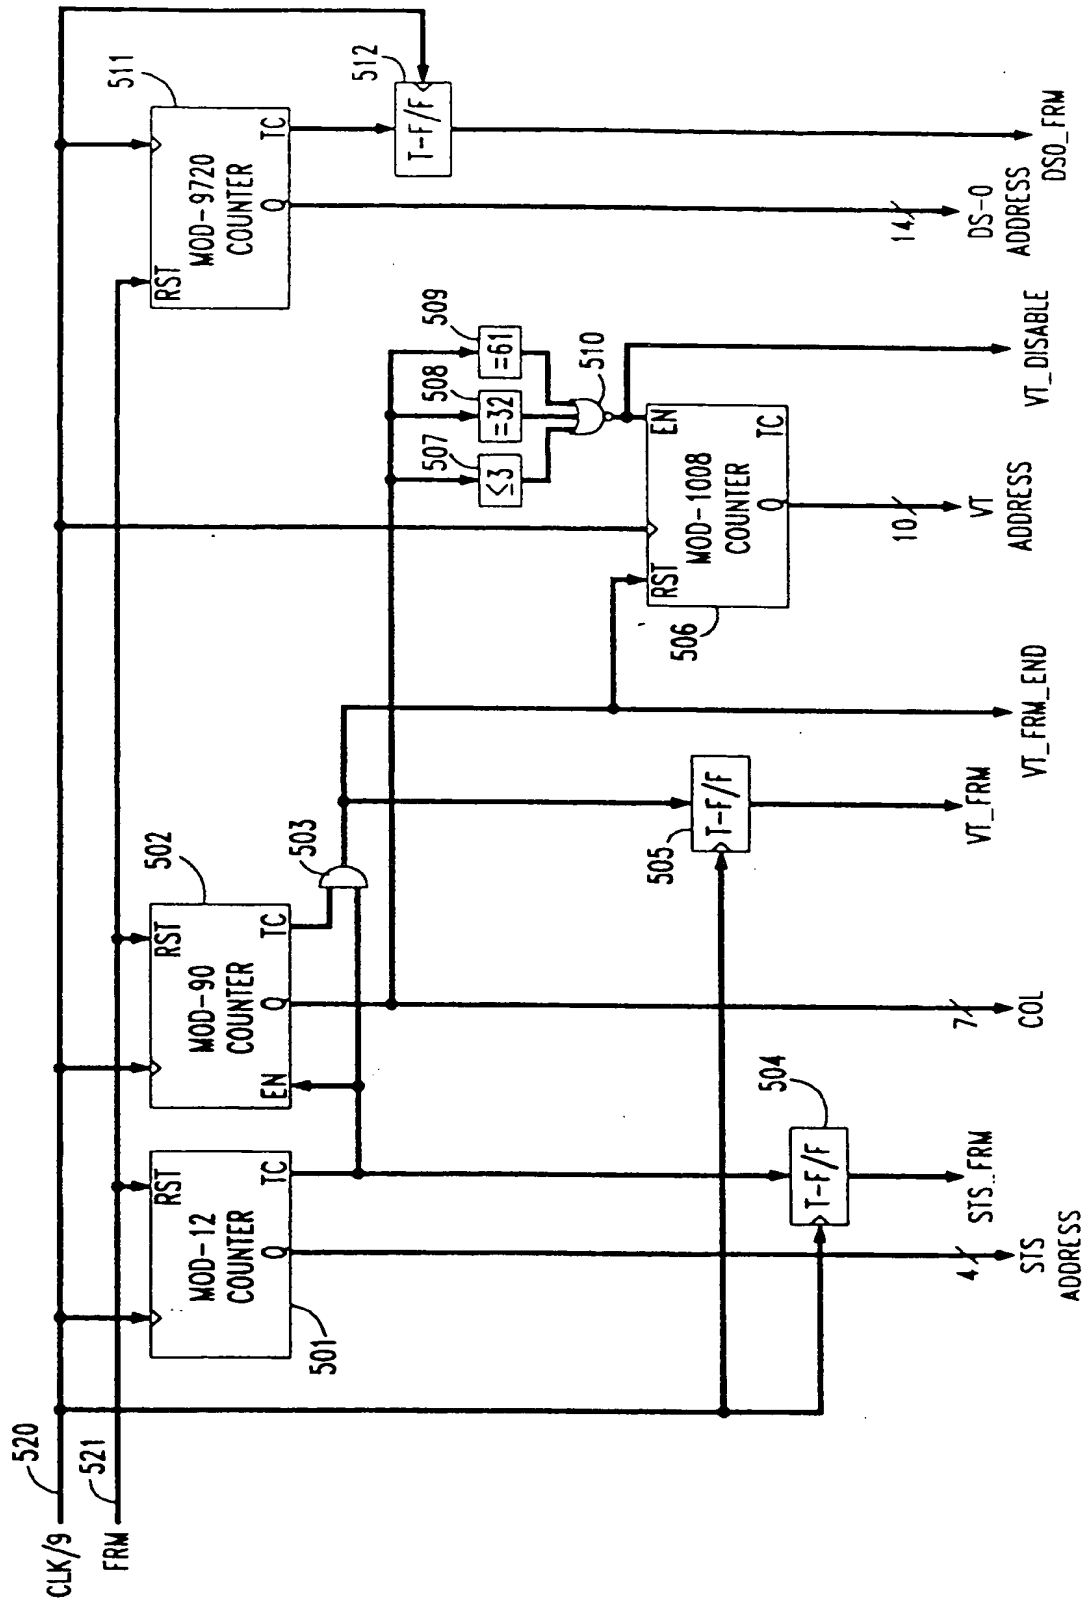 CLK/9
520
FRM
521
MOD-12
COUNTER
RST
Q
TC
501
MOD-90
COUNTER
RST
EN
Q
TC
502
503
MOD-9720
COUNTER
RST
Q
TC
511
T-F/F
512
≤3
507
=32
508
=61
509
510
MOD-1008
COUNTER
RST
EN
Q
TC
506
T-F/F
505
T-F/F
504
4
STS
ADDRESS
STS_FRM
7
COL
VT_FRM
VT_FRM_END
10
VT
ADDRESS
VT_DISABLE
14
DS-0
ADDRESS
DS0_FRM